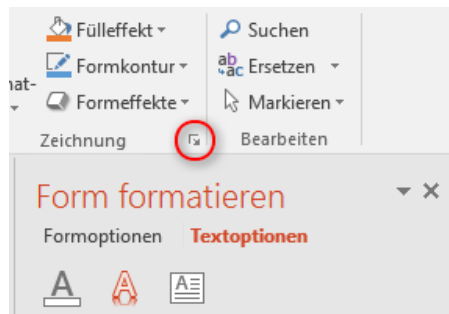 Fülleffekt
Suchen
Formkontur
Ersetzen
Formeffekte
Markieren
Zeichnung
Bearbeiten
Form formatieren
Formoptionen Textoptionen